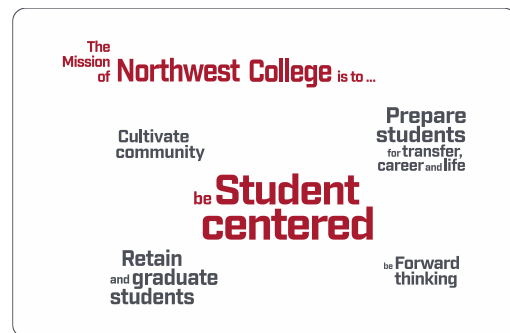 The
Mission
of Northwest College is to ...
Cultivate
community
Prepare
students
for transfer,
career and life
be Student
centered
Retain
and graduate
students
be Forward
thinking